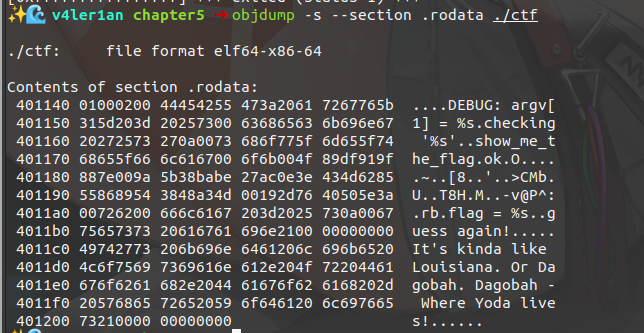 +++ exited (status 1) +++
v4ler1an chapter5 → objdump -s --section .rodata ./ctf
./ctf:     file format elf64-x86-64
Contents of section .rodata:
401140 01000200 44454255 473a2061 7267765b  ....DEBUG: argv[
401150 315d203d 20257300 63686563 6b696e67  1] = %s.checking
401160 20272573 270a0073 686f775f 6d655f74   '%s'..show_me_t
401170 68655f66 6c616700 6f6b004f 89df919f  he_flag.ok.O....
401180 887e009a 5b38babe 27ac0e3e 434d6285  .~..[8..'..>CMb.
401190 55868954 3848a34d 00192d76 40505e3a  U..T8H.M..-v@P^:
4011a0 00726200 666c6167 203d2025 730a0067  .rb.flag = %s..g
4011b0 75657373 20616761 696e2100 00000000  uess again!.....
4011c0 49742773 206b696e 6461206c 696b6520  It's kinda like
4011d0 4c6f7569 7369616e 612e204f 72204461  Louisiana. Or Da
4011e0 676f6261 682e2044 61676f62 6168202d  gobah. Dagobah -
4011f0 20576865 72652059 6f646120 6c697665   Where Yoda live
401200 73210000 00000000                    s!......